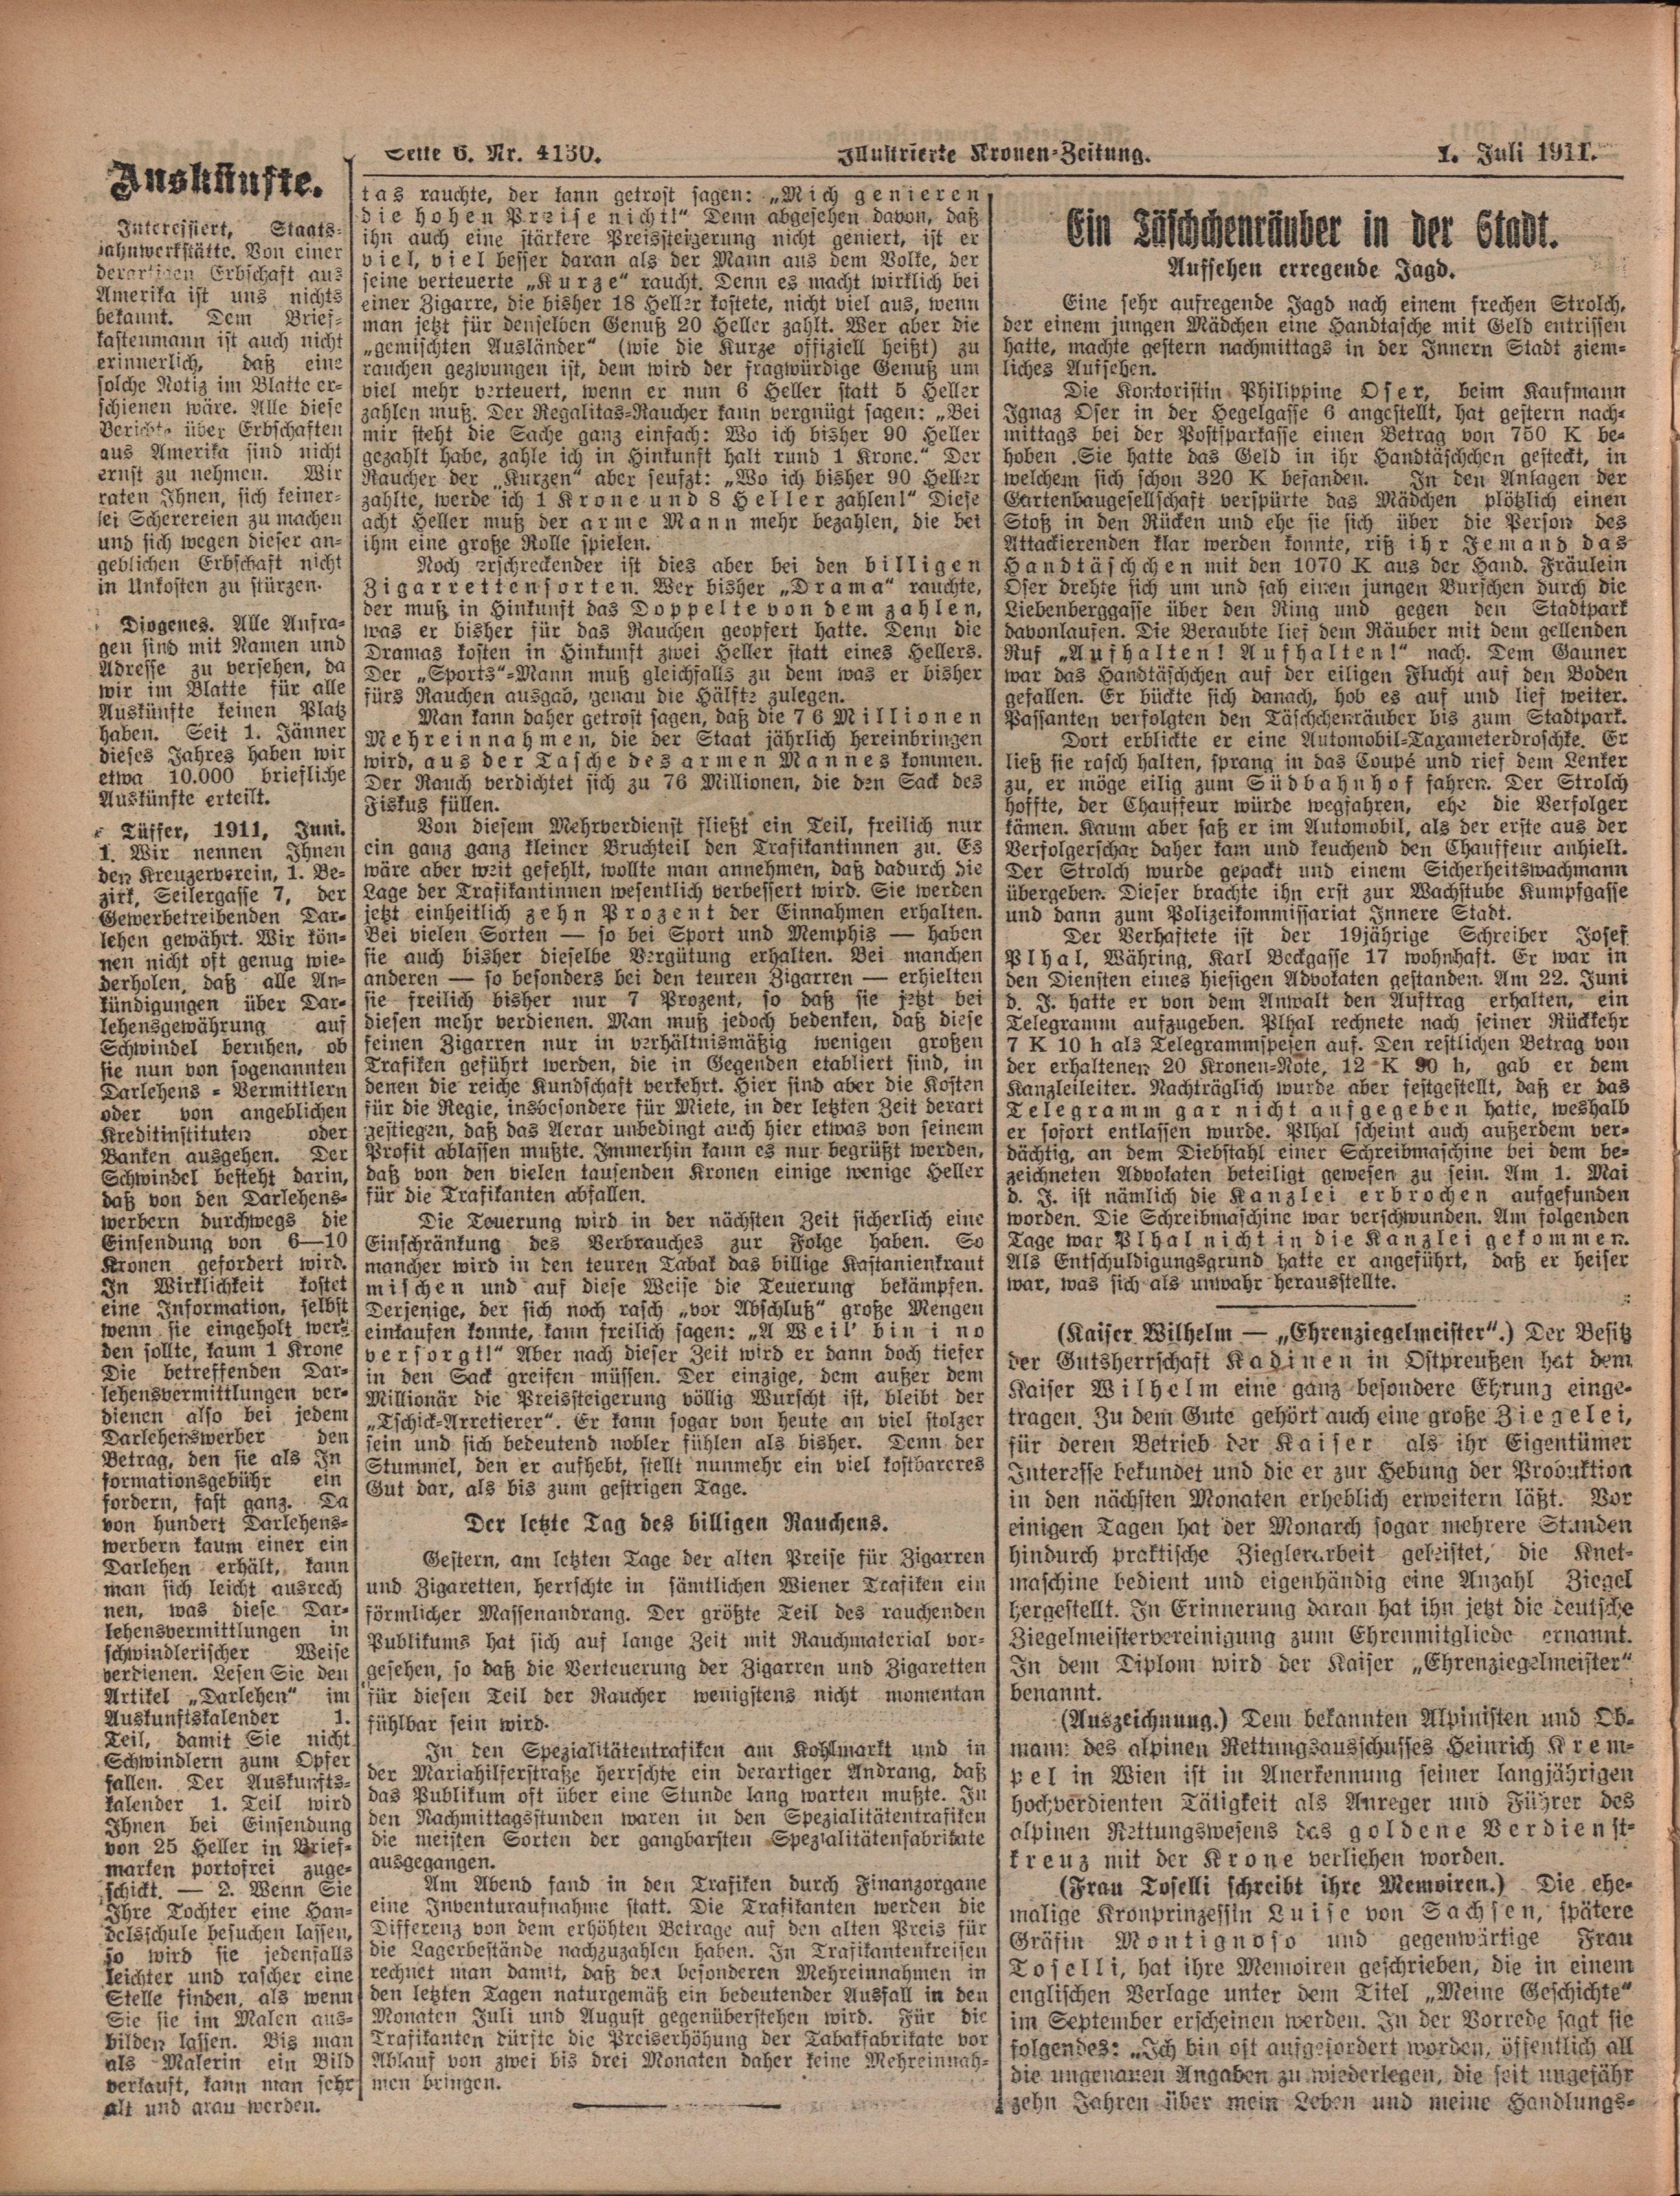 Seite 6. Nr. 4130.
Illustrierte Kronen-Zeitung.
1. Juli 1911.
Auskünfte.
Interessiert, Staats-
bahnwerkstätte. Von einer
derartigen Erbschaft aus
Amerika ist uns nichts
bekannt. Dem Brief-
kastenmann ist auch nicht
erinnerlich, daß eine
solche Notiz im Blatte er-
schienen wäre. Alle diese
Berichte über Erbschaften
aus Amerika sind nicht
ernst zu nehmen. Wir
raten Ihnen, sich keiner-
lei Scherereien zu machen
und sich wegen dieser an-
geblichen Erbschaft nicht
in Unkosten zu stürzen.
Diogenes. Alle Anfra-
gen sind mit Namen und
Adresse zu versehen, da
wir im Blatte für alle
Auskünfte keinen Platz
haben. Seit 1. Jänner
dieses Jahres haben wir
etwa 10.000 briefliche
Auskünfte erteilt.
Tüffer, 1911, Juni.
1. Wir nennen Ihnen
den Kreuzerverein, 1. Be-
zirk, Seilergasse 7, der
Gewerbetreibenden Dar-
lehen gewährt. Wir kön-
nen nicht oft genug wie-
derholen, daß alle An-
kündigungen über Dar-
lehensgewährung auf
Schwindel beruhen, ob
sie nun von sogenannten
Darlehens-Vermittlern
oder von angeblichen
Kreditinstituten oder
Banken ausgehen. Der
Schwindel besteht darin,
daß von den Darlehens-
werbern durchwegs die
Einsendung von 6—10
Kronen gefordert wird.
In Wirklichkeit kostet
eine Information, selbst
wenn sie eingeholt wer-
den sollte, kaum 1 Krone
Die betreffenden Dar-
lehensvermittlungen ver-
dienen also bei jedem
Darlehenswerber den
Betrag, den sie als In
formationsgebühr ein
fordern, fast ganz. Da
von hundert Darlehens-
werbern kaum einer ein
Darlehen erhält, kann
man sich leicht ausrech
nen, was diese Dar-
lehensvermittlungen in
schwindlerischer Weise
verdienen. Lesen Sie den
Artikel „Darlehen“ im
Auskunftskalender 1.
Teil, damit Sie nicht
Schwindlern zum Opfer
fallen. Der Auskunfts-
kalender 1. Teil wird
Ihnen bei Einsendung
von 25 Heller in Brief-
marken portofrei zuge-
schickt. — 2. Wenn Sie
Ihre Tochter eine Han-
delsschule besuchen lassen,
so wird sie jedenfalls
leichter und rascher eine
Stelle finden, als wenn
Sie sie im Malen aus-
bilden lassen. Bis man
als Malerin ein Bild
verkauft, kann man sehr
alt und grau werden.
tas rauchte, der kann getrost sagen: „Mich genieren
die hohen Preise nicht!“ Denn abgesehen davon, daß
ihn auch eine stärkere Preissteigerung nicht geniert, ist er
viel, viel besser daran als der Mann aus dem Volke, der
seine verteuerte „Kurze“ raucht. Denn es macht wirklich bei
einer Zigarre, die bisher 18 Heller kostete, nicht viel aus, wenn
man jetzt für denselben Genuß 20 Heller zahlt. Wer aber die
„gemischten Ausländer“ (wie die Kurze offiziell heißt) zu
rauchen gezwungen ist, dem wird der fragwürdige Genuß um
viel mehr verteuert, wenn er nun 6 Heller statt 5 Heller
zahlen muß. Der Regalitas-Raucher kann vergnügt sagen: „Bei
mir steht die Sache ganz einfach: Wo ich bisher 90 Heller
gezahlt habe, zahle ich in Hinkunft halt rund 1 Krone.“ Der
Raucher der „Kurzen“ aber seufzt: „Wo ich bisher 90 Heller
zahlte, werde ich 1 Krone und 8 Heller zahlen!“ Diese
acht Heller muß der arme Mann mehr bezahlen, die bei
ihm eine große Rolle spielen.
Noch erschreckender ist dies aber bei den billigen
Zigarrettensorten. Wer bisher „Drama“ rauchte,
der muß in Hinkunft das Doppelte von dem zahlen,
was er bisher für das Rauchen geopfert hatte. Denn die
Dramas kosten in Hinkunft zwei Heller statt eines Hellers.
Der „Sports“-Mann muß gleichfalls zu dem was er bisher
fürs Rauchen ausgab, genau die Hälfte zulegen.
Man kann daher getrost sagen, daß die 76 Millionen
Mehreinnahmen, die der Staat jährlich hereinbringen
wird, aus der Tasche des armen Mannes kommen.
Der Rauch verdichtet sich zu 76 Millionen, die den Sack des
Fiskus füllen.
Von diesem Mehrverdienst fließt ein Teil, freilich nur
ein ganz ganz kleiner Bruchteil den Trafikantinnen zu. Es
wäre aber weit gefehlt, wollte man annehmen, daß dadurch die
Lage der Trafikantinnen wesentlich verbessert wird. Sie werden
jetzt einheitlich zehn Prozent der Einnahmen erhalten.
Bei vielen Sorten — so bei Sport und Memphis — haben
sie auch bisher dieselbe Vergütung erhalten. Bei manchen
anderen — so besonders bei den teuren Zigarren — erhielten
sie freilich bisher nur 7 Prozent, so daß sie jetzt bei
diesen mehr verdienen. Man muß jedoch bedenken, daß diese
feinen Zigarren nur in verhältnismäßig wenigen großen
Trafiken geführt werden, die in Gegenden etabliert sind, in
denen die reiche Kundschaft verkehrt. Hier sind aber die Kosten
für die Regie, insbesondere für Miete, in der letzten Zeit derart
gestiegen, daß das Aerar unbedingt auch hier etwas von seinem
Profit ablassen mußte. Immerhin kann es nur begrüßt werden,
daß von den vielen tausenden Kronen einige wenige Heller
für die Trafikanten abfallen.
Die Teuerung wird in der nächsten Zeit sicherlich eine
Einschränkung des Verbrauches zur Folge haben. So
mancher wird in den teuren Tabak das billige Kastanienkraut
mischen und auf diese Weise die Teuerung bekämpfen.
Derjenige, der sich noch rasch „vor Abschluß“ große Mengen
einkaufen konnte, kann freilich sagen: „A Weil’ bin i no
versorgt!“ Aber nach dieser Zeit wird er dann doch tiefer
in den Sack greifen müssen. Der einzige, dem außer dem
Millionär die Preissteigerung völlig Wurscht ist, bleibt der
„Tschick-Arretierer“. Er kann sogar von heute an viel stolzer
sein und sich bedeutend nobler fühlen als bisher. Denn der
Stummel, den er aufhebt, stellt nunmehr ein viel kostbareres
Gut dar, als bis zum gestrigen Tage.
Der letzte Tag des billigen Rauchens.
Gestern, am letzten Tage der alten Preise für Zigarren
und Zigaretten, herrschte in sämtlichen Wiener Trafiken ein
förmlicher Massenandrang. Der größte Teil des rauchenden
Publikums hat sich auf lange Zeit mit Rauchmaterial vor-
gesehen, so daß die Verteuerung der Zigarren und Zigaretten
für diesen Teil der Raucher wenigstens nicht momentan
fühlbar sein wird.
In den Spezialitätentrafiken am Kohlmarkt und in
der Mariahilferstraße herrschte ein derartiger Andrang, daß
das Publikum oft über eine Stunde lang warten mußte. In
den Nachmittagsstunden waren in den Spezialitätentrafiken
die meisten Sorten der gangbarsten Spezialitätenfabrikate
ausgegangen.
Am Abend fand in den Trafiken durch Finanzorgane
eine Inventuraufnahme statt. Die Trafikanten werden die
Differenz von dem erhöhten Betrage auf den alten Preis für
die Lagerbestände nachzuzahlen haben. In Trafikantenkreisen
rechnet man damit, daß den besonderen Mehreinnahmen in
den letzten Tagen naturgemäß ein bedeutender Ausfall in den
Monaten Juli und August gegenüberstehen wird. Für die
Trafikanten dürfte die Preiserhöhung der Tabakfabrikate vor
Ablauf von zwei bis drei Monaten daher keine Mehreinnah-
men bringen.
Ein Täschchenräuber in der Stadt.
Aufsehen erregende Jagd.
Eine sehr aufregende Jagd nach einem frechen Strolch,
der einem jungen Mädchen eine Handtasche mit Geld entrissen
hatte, machte gestern nachmittags in der Innern Stadt ziem-
liches Aufsehen.
Die Kontoristin Philippine Oser, beim Kaufmann
Ignaz Oser in der Hegelgasse 6 angestellt, hat gestern nach-
mittags bei der Postsparkasse einen Betrag von 750 K be-
hoben .Sie hatte das Geld in ihr Handtäschchen gesteckt, in
welchem sich schon 320 K befanden. In den Anlagen der
Gartenbaugesellschaft verspürte das Mädchen plötzlich einen
Stoß in den Rücken und ehe sie sich über die Person des
Attackierenden klar werden konnte, riß ihr Jemand das
Handtäschchen mit den 1070 K aus der Hand. Fräulein
Oser drehte sich um und sah einen jungen Burschen durch die
Liebenberggasse über den Ring und gegen den Stadtpark
davonlaufen. Die Beraubte lief dem Räuber mit dem gellenden
Ruf „Aufhalten! Aufhalten!“ nach. Dem Gauner
war das Handtäschchen auf der eiligen Flucht auf den Boden
gefallen. Er bückte sich danach, hob es auf und lief weiter.
Passanten verfolgten den Täschchenräuber bis zum Stadtpark.
Dort erblickte er eine Automobil-Taxameterdroschke. Er
ließ sie rasch halten, sprang in das Coupé und rief dem Lenker
zu, er möge eilig zum Südbahnhof fahren. Der Strolch
hoffte, der Chauffeur würde wegfahren, ehe die Verfolger
kämen. Kaum aber saß er im Automobil, als der erste aus der
Verfolgerschar daher kam und keuchend den Chauffeur anhielt.
Der Strolch wurde gepackt und einem Sicherheitswachmann
übergeben. Dieser brachte ihn erst zur Wachstube Kumpfgasse
und dann zum Polizeikommissariat Innere Stadt.
Der Verhaftete ist der 19jährige Schreiber Josef
Plhal, Währing, Karl Beckgasse 17 wohnhaft. Er war in
den Diensten eines hiesigen Advokaten gestanden. Am 22. Juni
d. J. hatte er von dem Anwalt den Auftrag erhalten, ein
Telegramm aufzugeben. Plhal rechnete nach seiner Rückkehr
7 K 10 h als Telegrammspesen auf. Den restlichen Betrag von
der erhaltenen 20 Kronen-Note, 12 K 90 h, gab er dem
Kanzleileiter. Nachträglich wurde aber festgestellt, daß er das
Telegramm gar nicht aufgegeben hatte, weshalb
er sofort entlassen wurde. Plhal scheint auch außerdem ver-
dächtig, an dem Diebstahl einer Schreibmaschine bei dem be-
zeichneten Advokaten beteiligt gewesen zu sein. Am 1. Mai
d. J. ist nämlich die Kanzlei erbrochen aufgefunden
worden. Die Schreibmaschine war verschwunden. Am folgenden
Tage war Plhal nicht in die Kanzlei gekommen.
Als Entschuldigungsgrund hatte er angeführt, daß er heiser
war, was sich als unwahr herausstellte.
(Kaiser Wilhelm — „Ehrenziegelmeister“.) Der Besitz
der Gutsherrschaft Kadinen in Ostpreußen hat dem
Kaiser Wilhelm eine ganz besondere Ehrung einge-
tragen. Zu dem Gute gehört auch eine große Ziegelei,
für deren Betrieb der Kaiser als ihr Eigentümer
Interesse bekundet und die er zur Hebung der Produktion
in den nächsten Monaten erheblich erweitern läßt. Vor
einigen Tagen hat der Monarch sogar mehrere Stunden
hindurch praktische Zieglerarbeit geleistet, die Knet-
maschine bedient und eigenhändig eine Anzahl Ziegel
hergestellt. In Erinnerung daran hat ihn jetzt die deutsche
Ziegelmeistervereinigung zum Ehrenmitgliede ernannt.
In dem Diplom wird der Kaiser „Ehrenziegelmeister“
benannt.
(Auszeichnung.) Dem bekannten Alpinisten und Ob-
mann des alpinen Rettungsausschusses Heinrich Krem-
pel in Wien ist in Anerkennung seiner langjährigen
hochverdienten Tätigkeit als Anreger und Führer des
alpinen Rettungswesens das goldene Verdienst-
kreuz mit der Krone verliehen worden.
(Frau Toselli schreibt ihre Memoiren.) Die ehe-
malige Kronprinzessin Luise von Sachsen, spätere
Gräfin Montignoso und gegenwärtige Frau
Toselli, hat ihre Memoiren geschrieben, die in einem
englischen Verlage unter dem Titel „Meine Geschichte“
im September erscheinen werden. In der Vorrede sagt sie
folgendes: „Ich bin oft aufgefordert worden, öffentlich all
die ungenauen Angaben zu wiederlegen, die seit ungefähr
zehn Jahren über mein Leben und meine Handlungs-